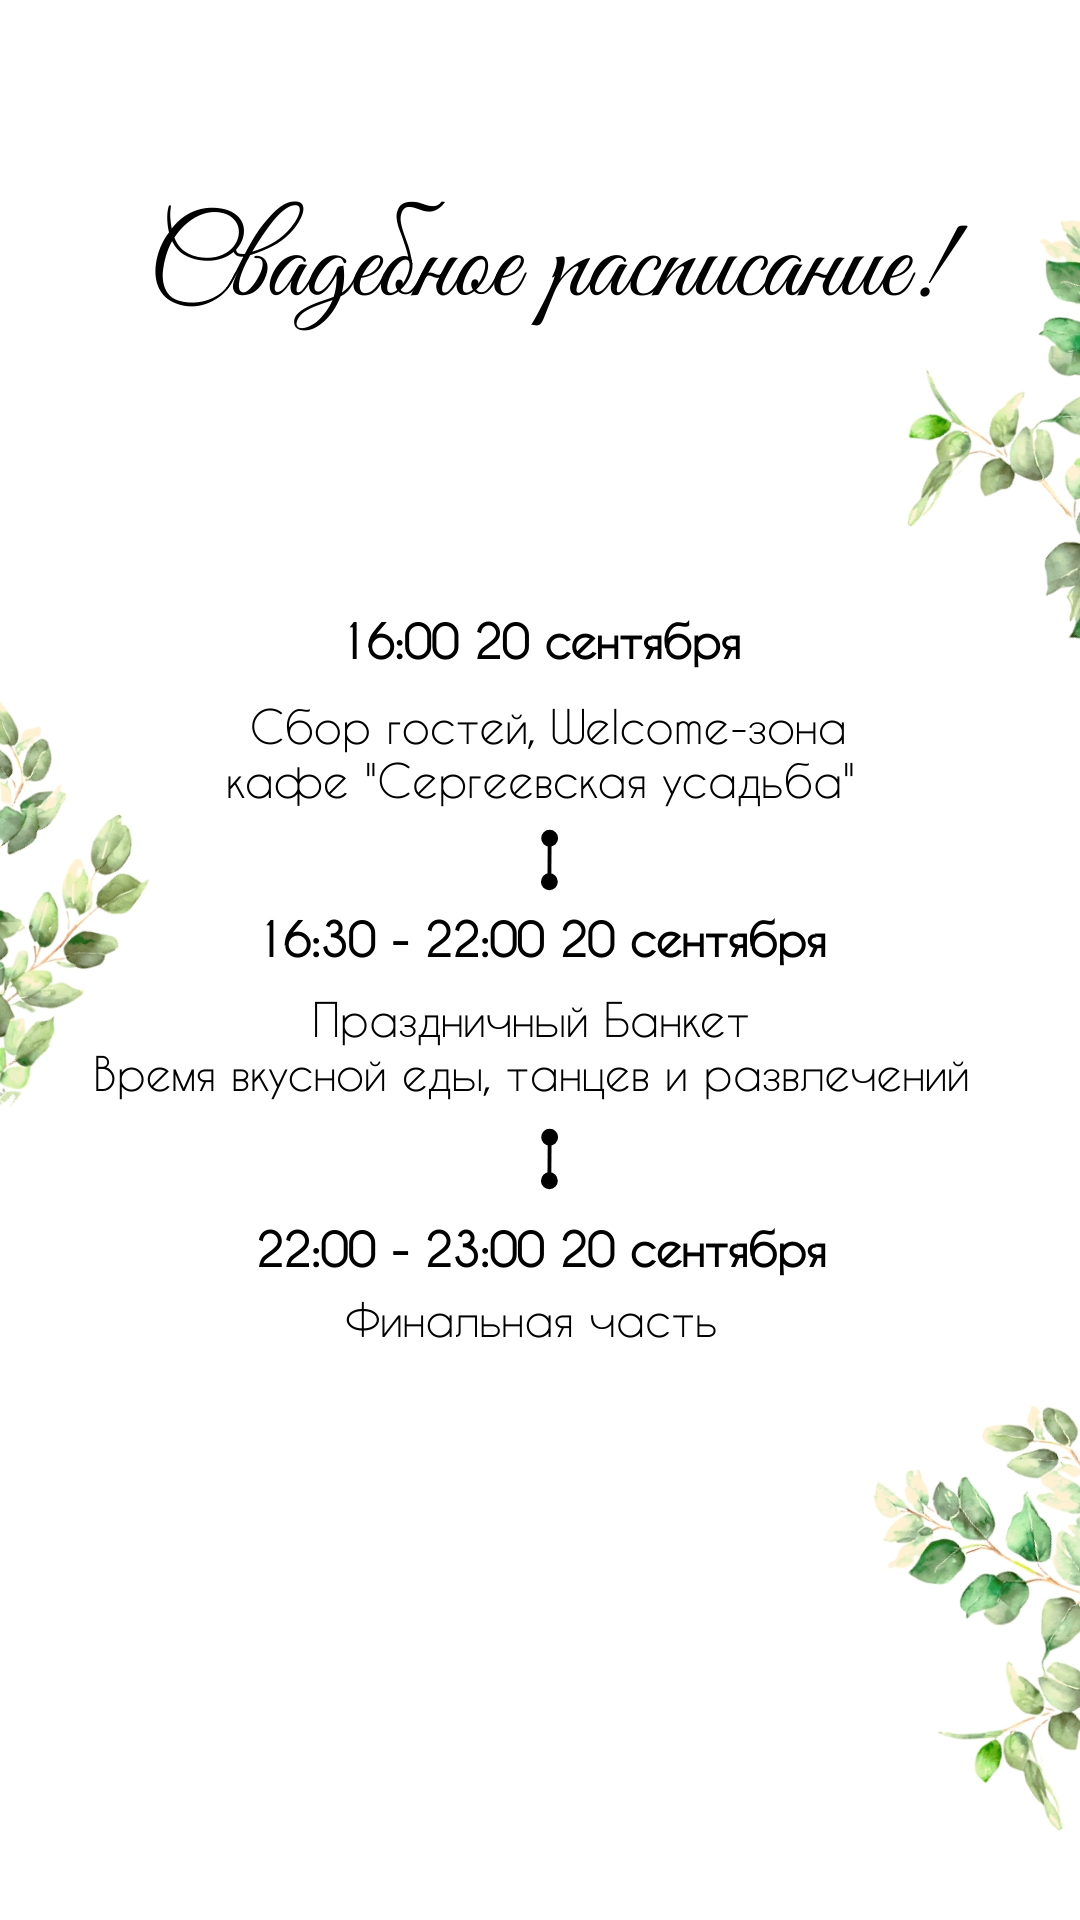 Свадебное расписание!
16:00 20 сентября
Сбор гостей, Welcome-зона
кафе "Сергеевская усадьба"
16:30 - 22:00 20 сентября
Праздничный Банкет
Время вкусной еды, танцев и развлечений
22:00 - 23:00 20 сентября
Финальная часть